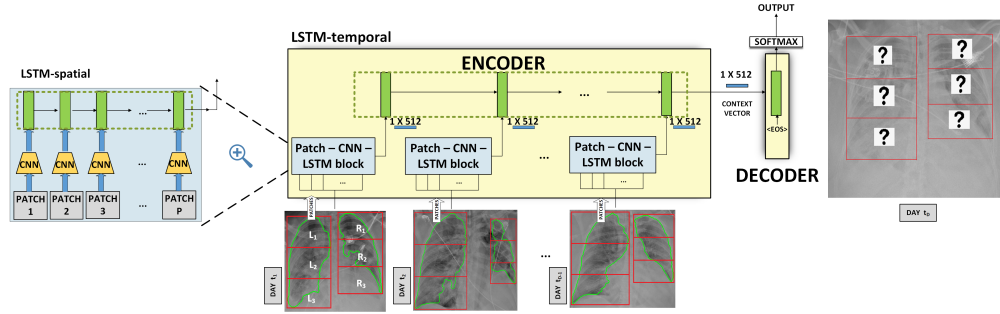 LSTM-spatial
CNN
CNN
CNN
...
CNN
PATCH 1
PATCH 2
PATCH 3
...
PATCH P
...
LSTM-temporal
ENCODER
...
1 X 512
1 X 512
1 X 512
Patch – CNN –
LSTM block
Patch – CNN –
LSTM block
...
Patch – CNN –
LSTM block
...
...
...
PATCHES
PATCHES
PATCHES
L1
L2
L3
R1
R2
R3
DAY t1
DAY t2
...
DAY tD-1
1 X 512
CONTEXT
VECTOR
OUTPUT
SOFTMAX
<EOS>
DECODER
?
?
?
?
?
?
DAY tD